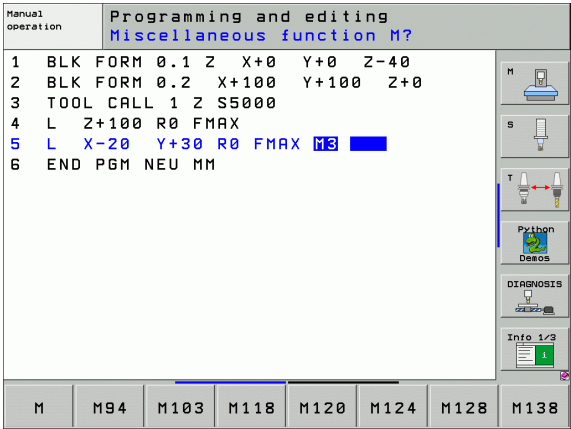 Manual
operation
Programming and editing
Miscellaneous function M?
1 BLK FORM 0.1 Z X+0 Y+0 Z-40
2 BLK FORM 0.2 X+100 Y+100 Z+0
3 TOOL CALL 1 Z S5000
4 L Z+100 R0 FMAX
5 L X-20 Y+30 R0 FMAX M3
6 END PGM NEU MM
M
S
T
Python
Demos
DIAGNOSIS
Info 1/3
i
M M94 M103 M118 M120 M124 M128 M138